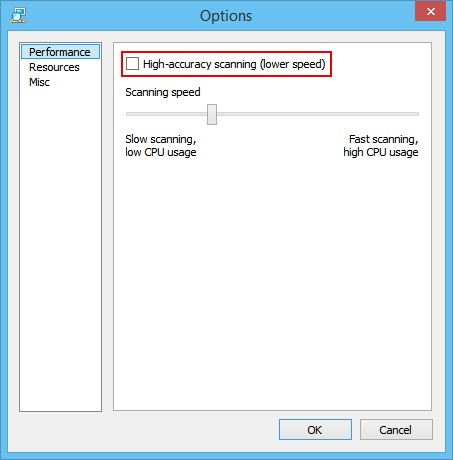 Options
Performance
Resources
Misc
High-accuracy scanning (lower speed)
Scanning speed
Slow scanning,
low CPU usage
Fast scanning,
high CPU usage
OK
Cancel